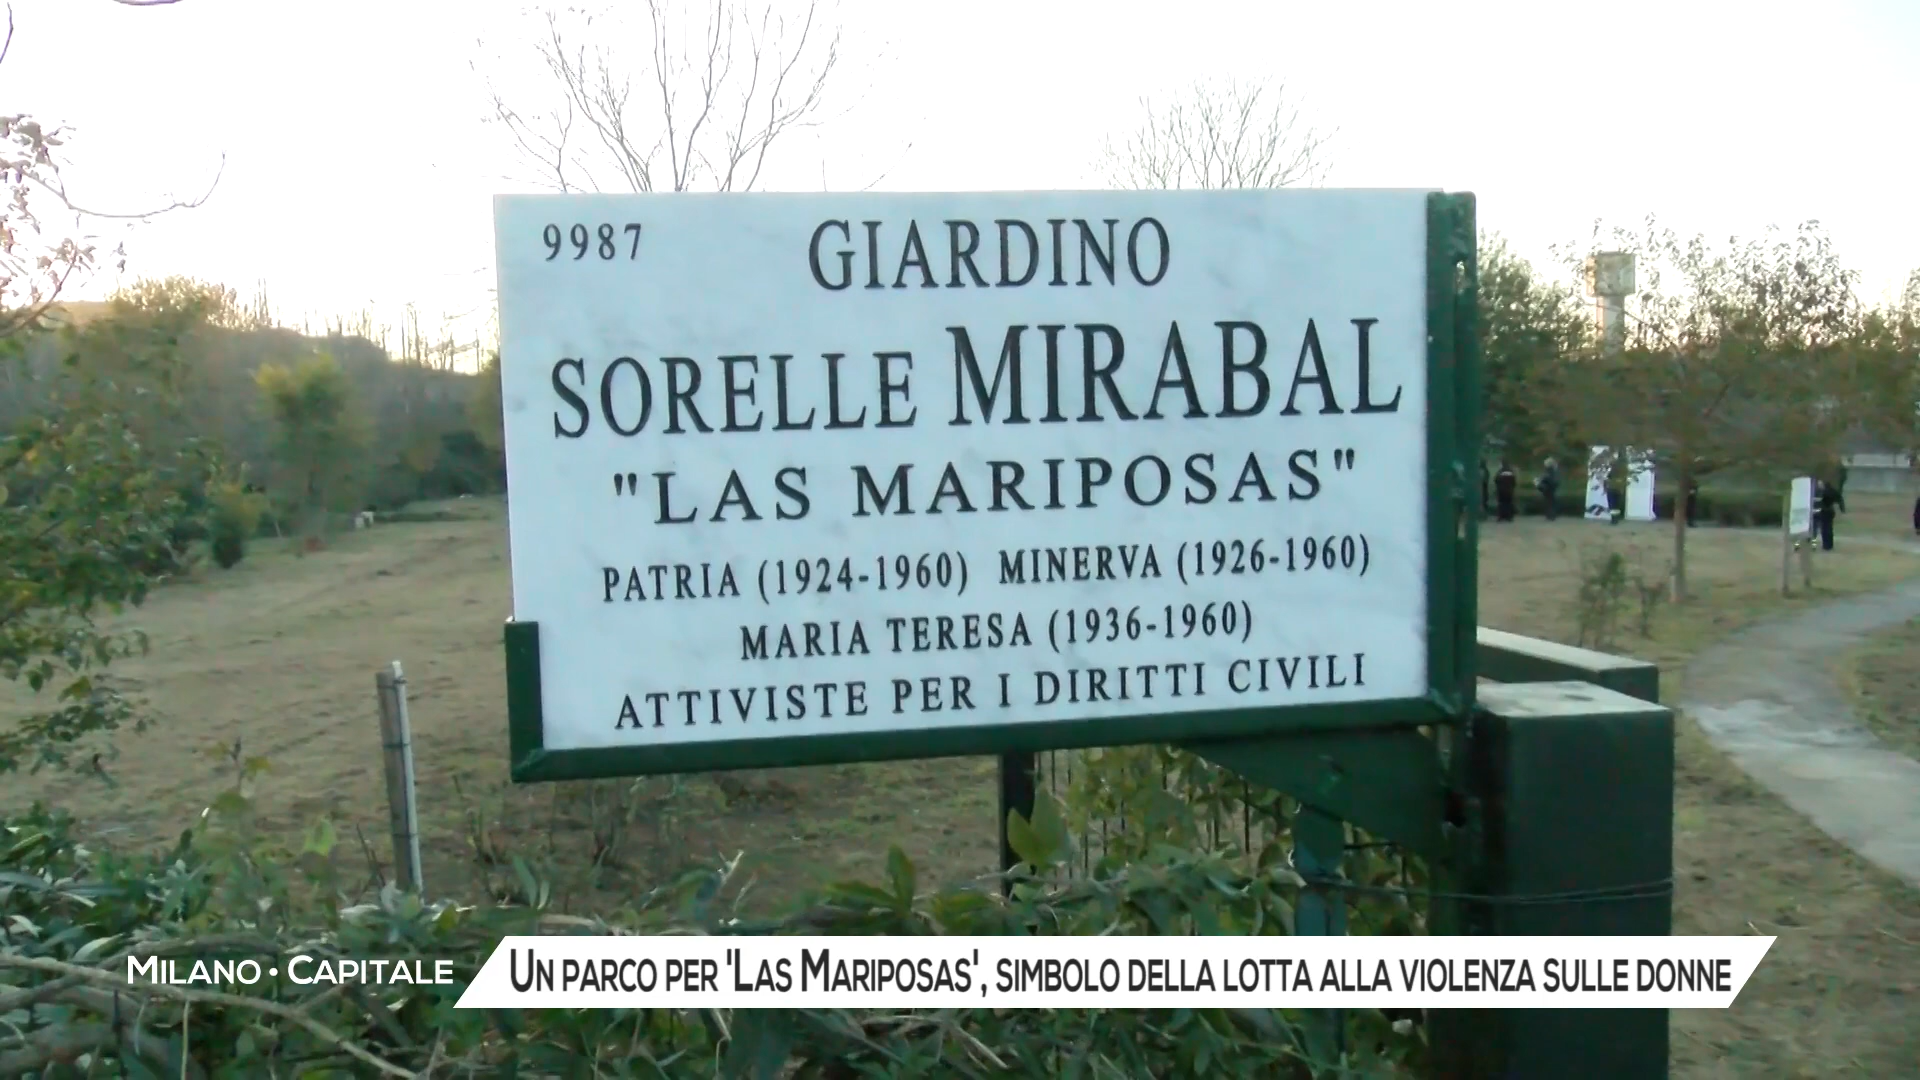 9987
GIARDINO
SORELLE MIRABAL
"LAS MARIPOSAS"
PATRIA (1924-1960) MINERVA (1926-1960)
MARIA TERESA (1936-1960)
ATTIVISTE PER I DIRITTI CIVILI
MILANO • CAPITALE
UN PARCO PER 'LAS MARIPOSAS', SIMBOLO DELLA LOTTA ALLA VIOLENZA SULLE DONNE